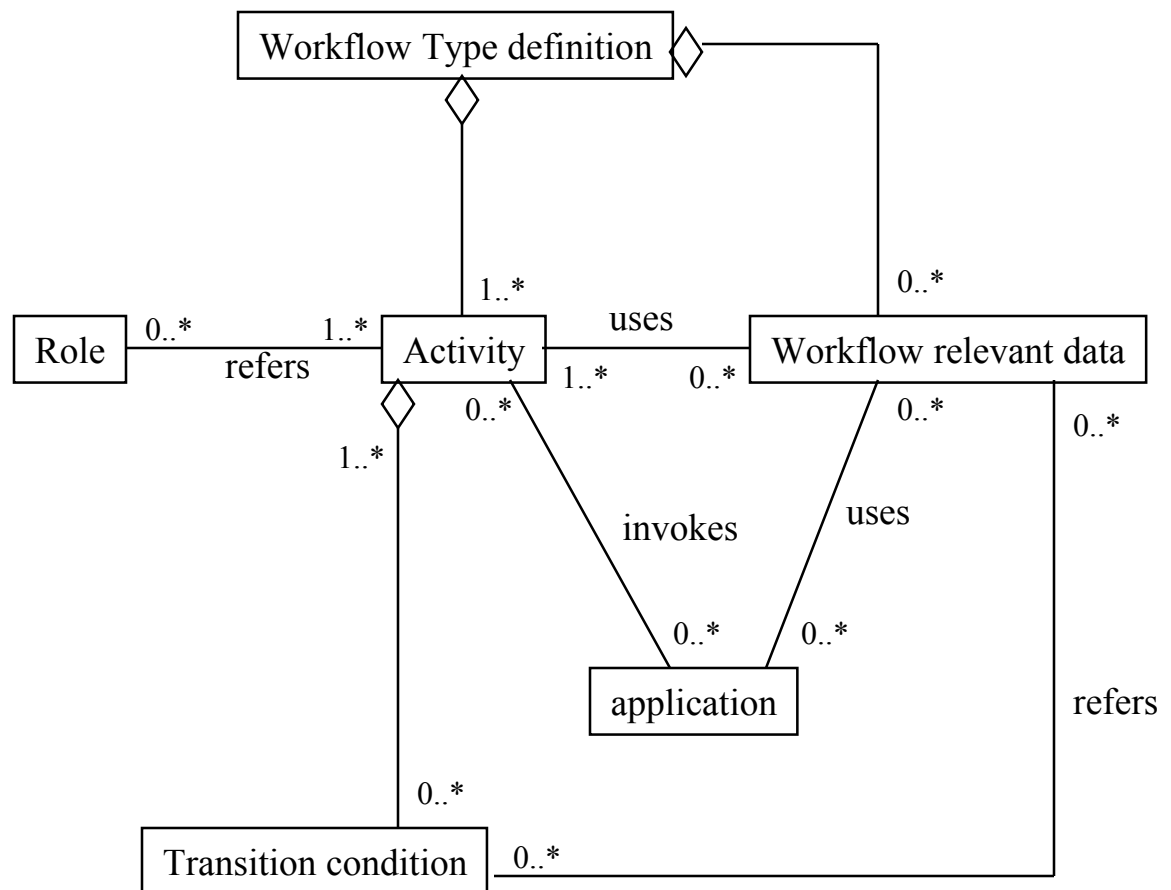 Workflow Type definition
1..*
0..*
Role
0..*
1..*
refers
Activity
uses
1..*
0..*
Workflow relevant data
0..*
0..*
0..*
1..*
invokes
uses
0..*
0..*
application
refers
0..*
Transition condition
0..*